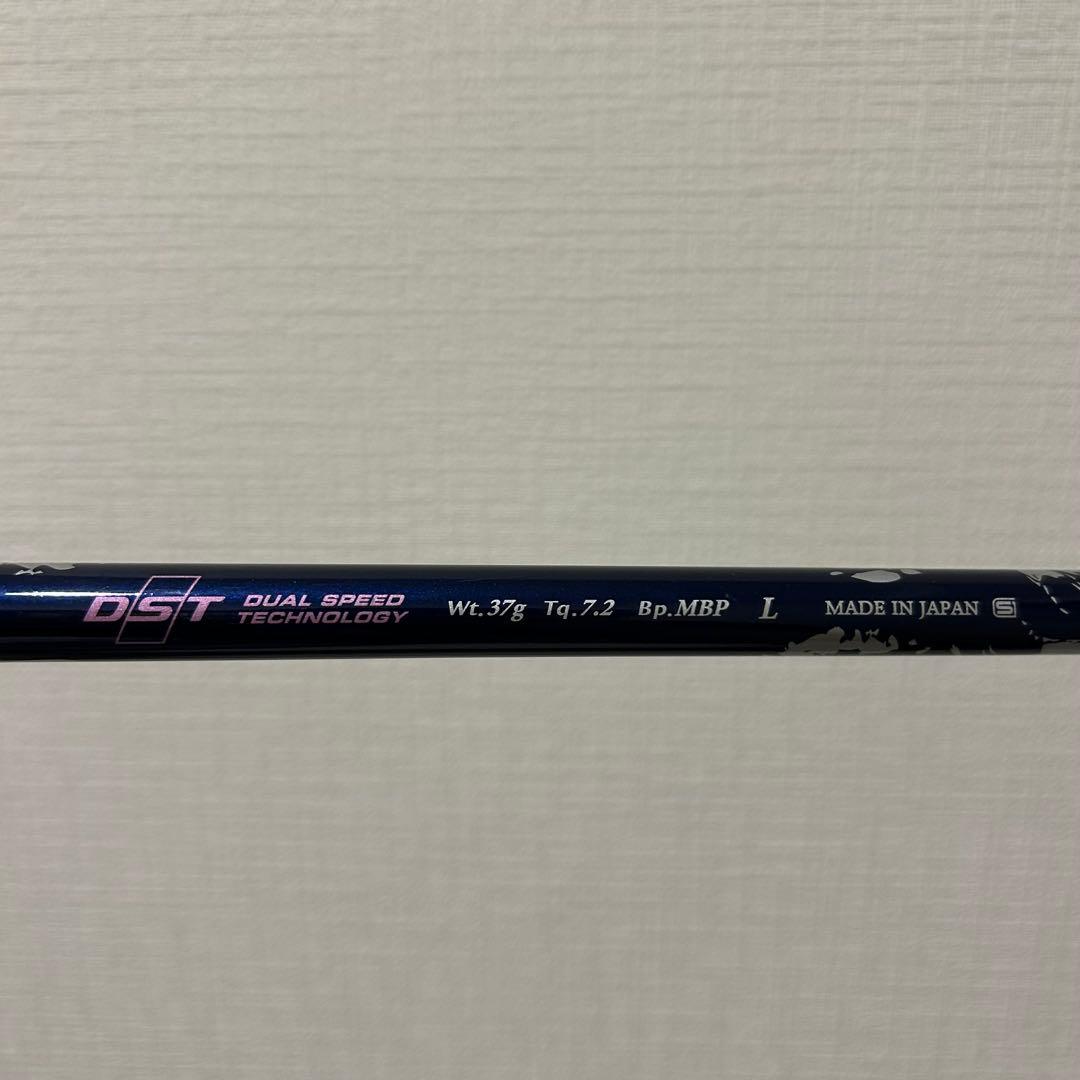 DST DUAL SPEED TECHNOLOGY Wt.37g Tq.7.2 Bp.MBP L MADE IN JAPAN S